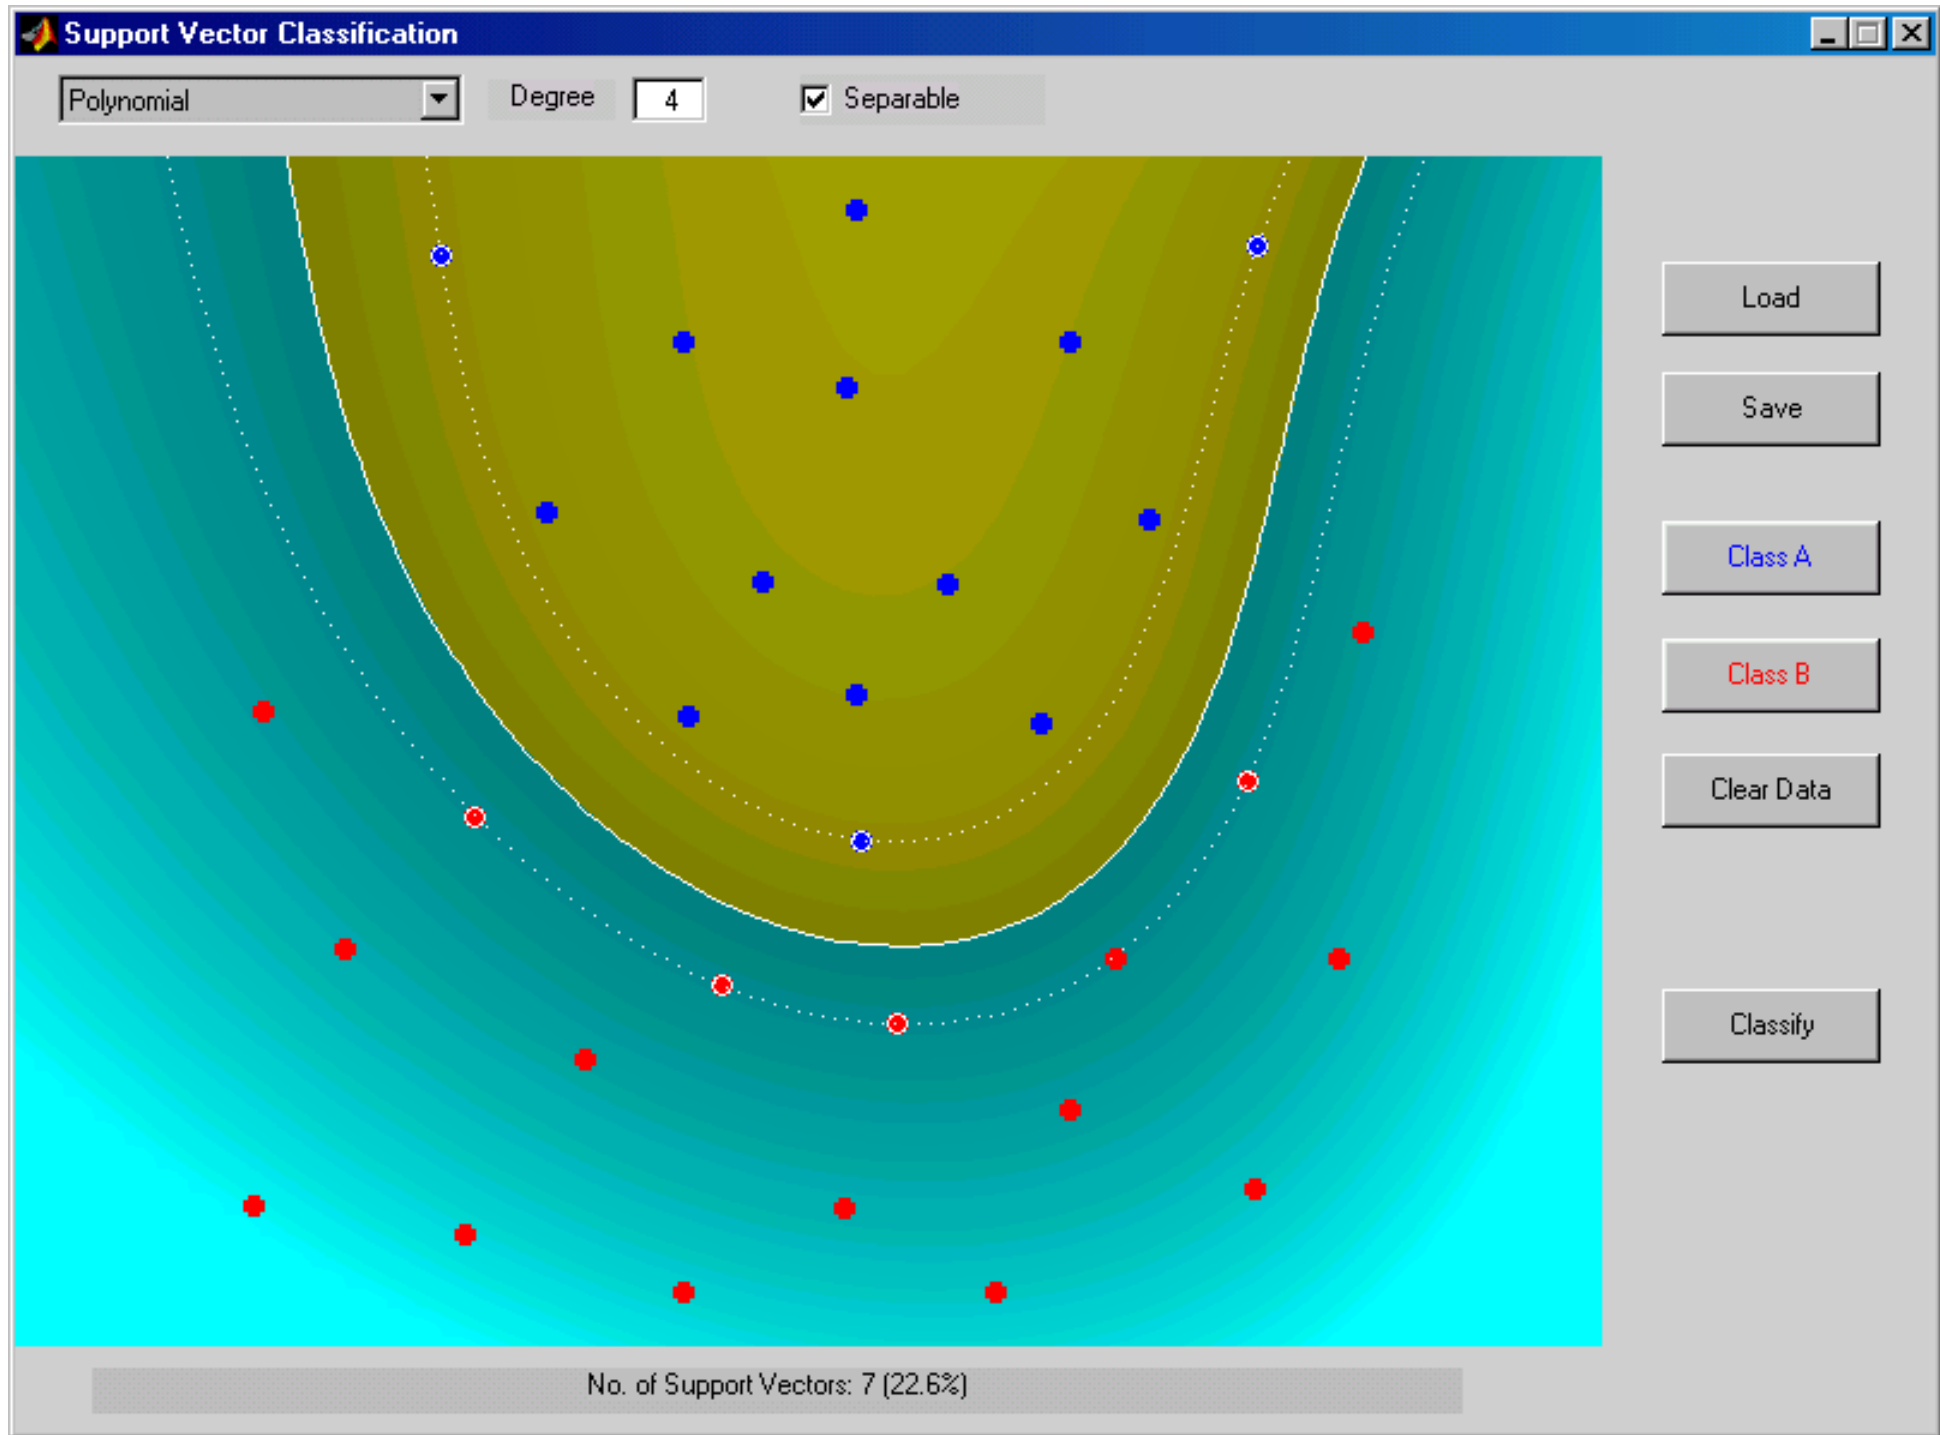 Support Vector Classification
Polynomial
Degree
4
Separable
Load
Save
Class A
Class B
Clear Data
Classify
No. of Support Vectors: 7 (22.6%)